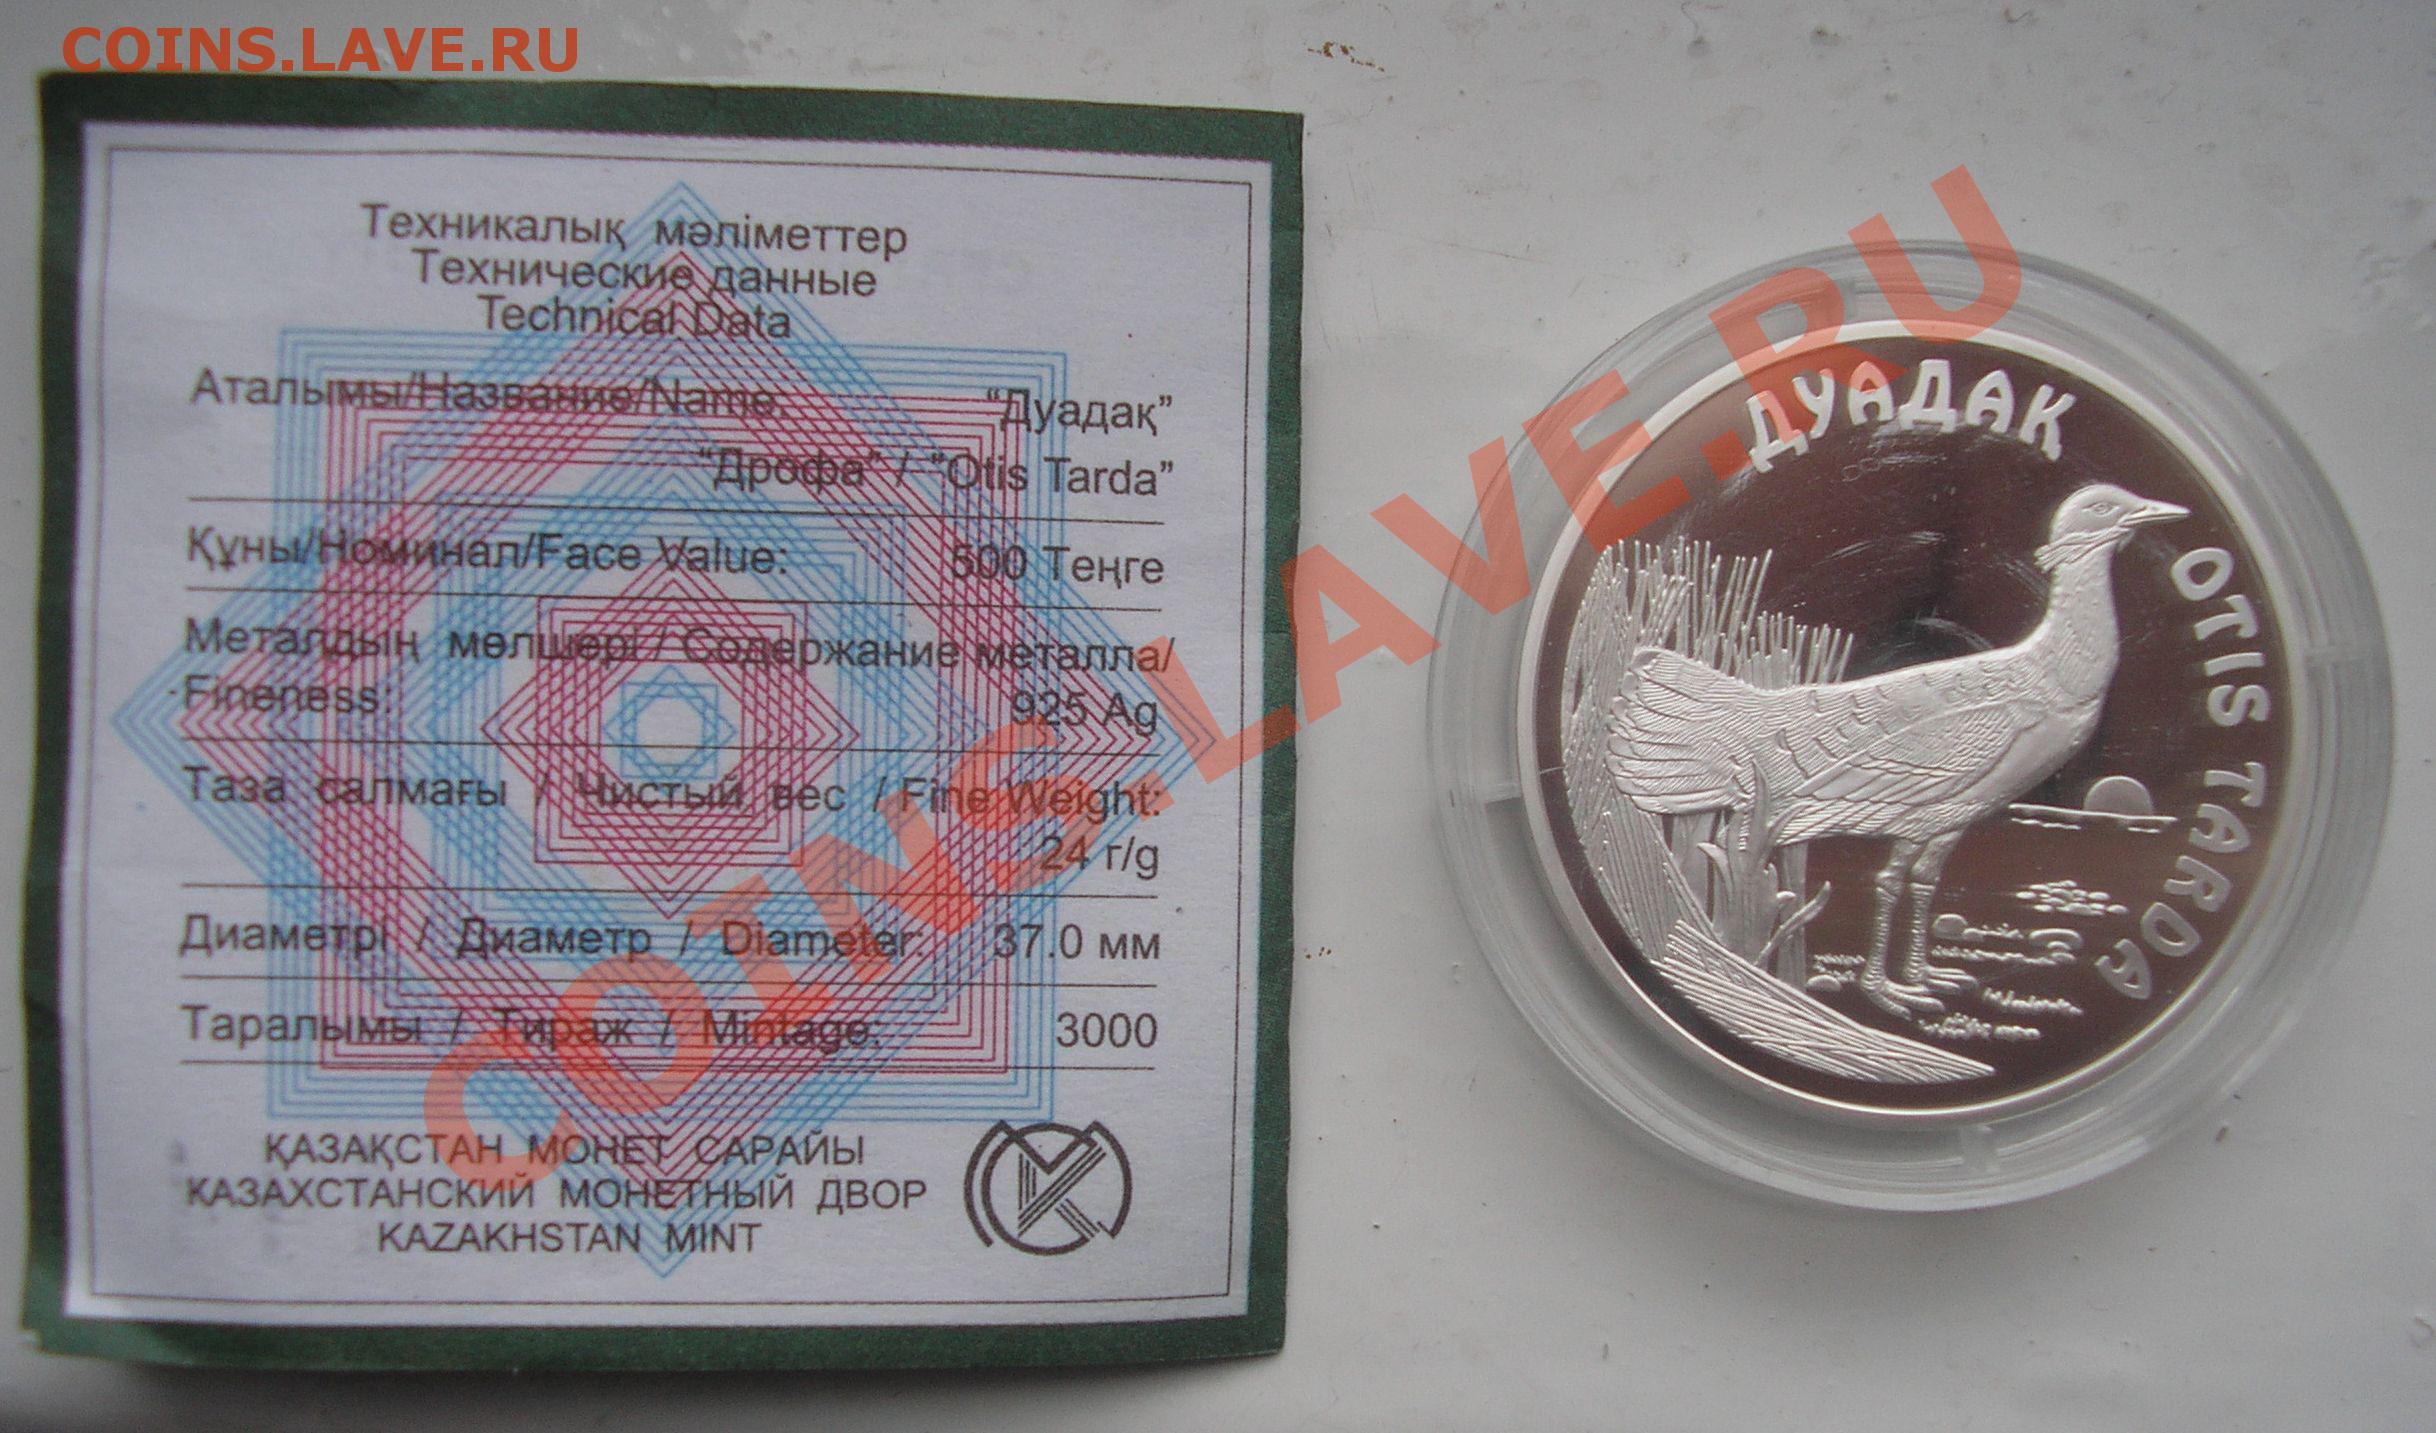 COINS.LAVE.RU
Техникалық мәліметтер
Технические данные
Technical Data
Аталымы/Название/Name: “Дуадақ”
“Дрофа” / ”Otis Tarda”
Құны/Номинал/Face Value: 500 Теңге
Металдың мөлшері / Содержание металла/
Fineness: 925 Ag
Таза салмағы / Чистый вес / Fine Weight:
24 г/g
Диаметрі / Диаметр / Diameter: 37.0 мм
Таралымы / Тираж / Mintage: 3000
ҚАЗАҚСТАН МОНЕТ САРАЙЫ
КАЗАХСТАНСКИЙ МОНЕТНЫЙ ДВОР
KAZAKHSTAN MINT
ДУАДАҚ
OTIS TARDA
COINS.LAVE.RU